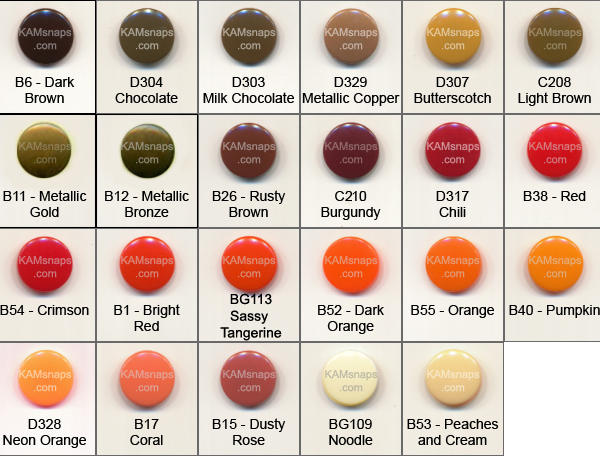 KAMsnaps
.com
B6 - Dark
Brown
KAMsnaps
.com
D304
Chocolate
KAMsnaps
.com
D303
Milk Chocolate
KAMsnaps
.com
D329
Metallic Copper
KAMsnaps
.com
D307
Butterscotch
KAMsnaps
.com
C208
Light Brown
KAMsnaps
.com
B11 - Metallic
Gold
KAMsnaps
.com
B12 - Metallic
Bronze
KAMsnaps
.com
B26 - Rusty
Brown
KAMsnaps
.com
C210
Burgundy
KAMsnaps
.com
D317
Chili
KAMsnaps
.com
B38 - Red
KAMsnaps
.com
B54 - Crimson
KAMsnaps
.com
B1 - Bright
Red
KAMsnaps
.com
BG113
Sassy
Tangerine
KAMsnaps
.com
B52 - Dark
Orange
KAMsnaps
.com
B55 - Orange
KAMsnaps
.com
B40 - Pumpkin
KAMsnaps
.com
D328
Neon Orange
KAMsnaps
.com
B17
Coral
KAMsnaps
.com
B15 - Dusty
Rose
KAMsnaps
.com
BG109
Noodle
KAMsnaps
.com
B53 - Peaches
and Cream